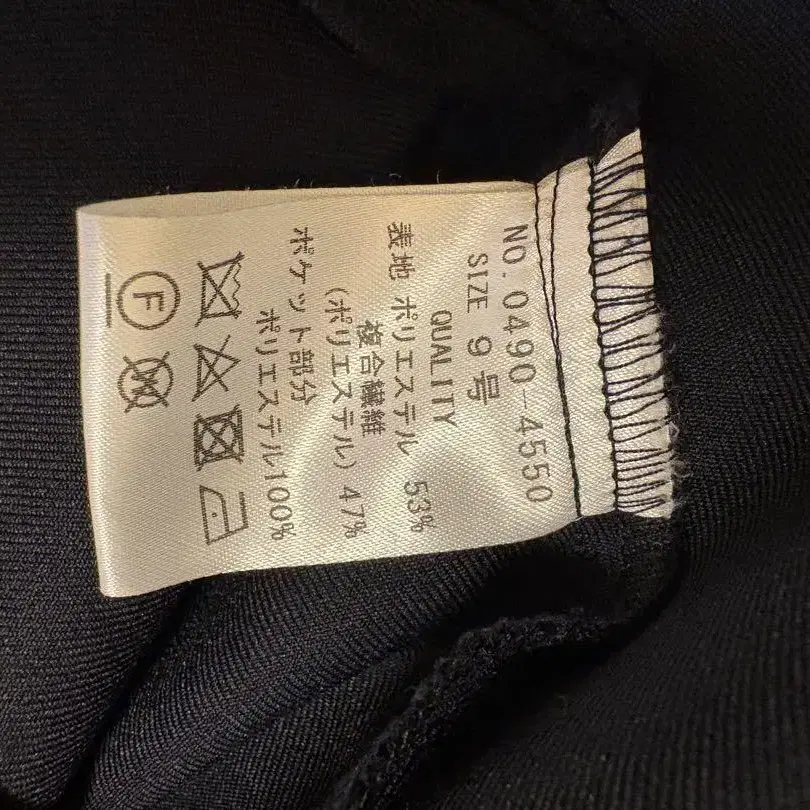 NO. 0490-4550
SIZE 9号
QUALITY
表地 ポリエステル 53%
複合繊維
(ポリエステル) 47%
ポケット部分
ポリエステル100%
F
W